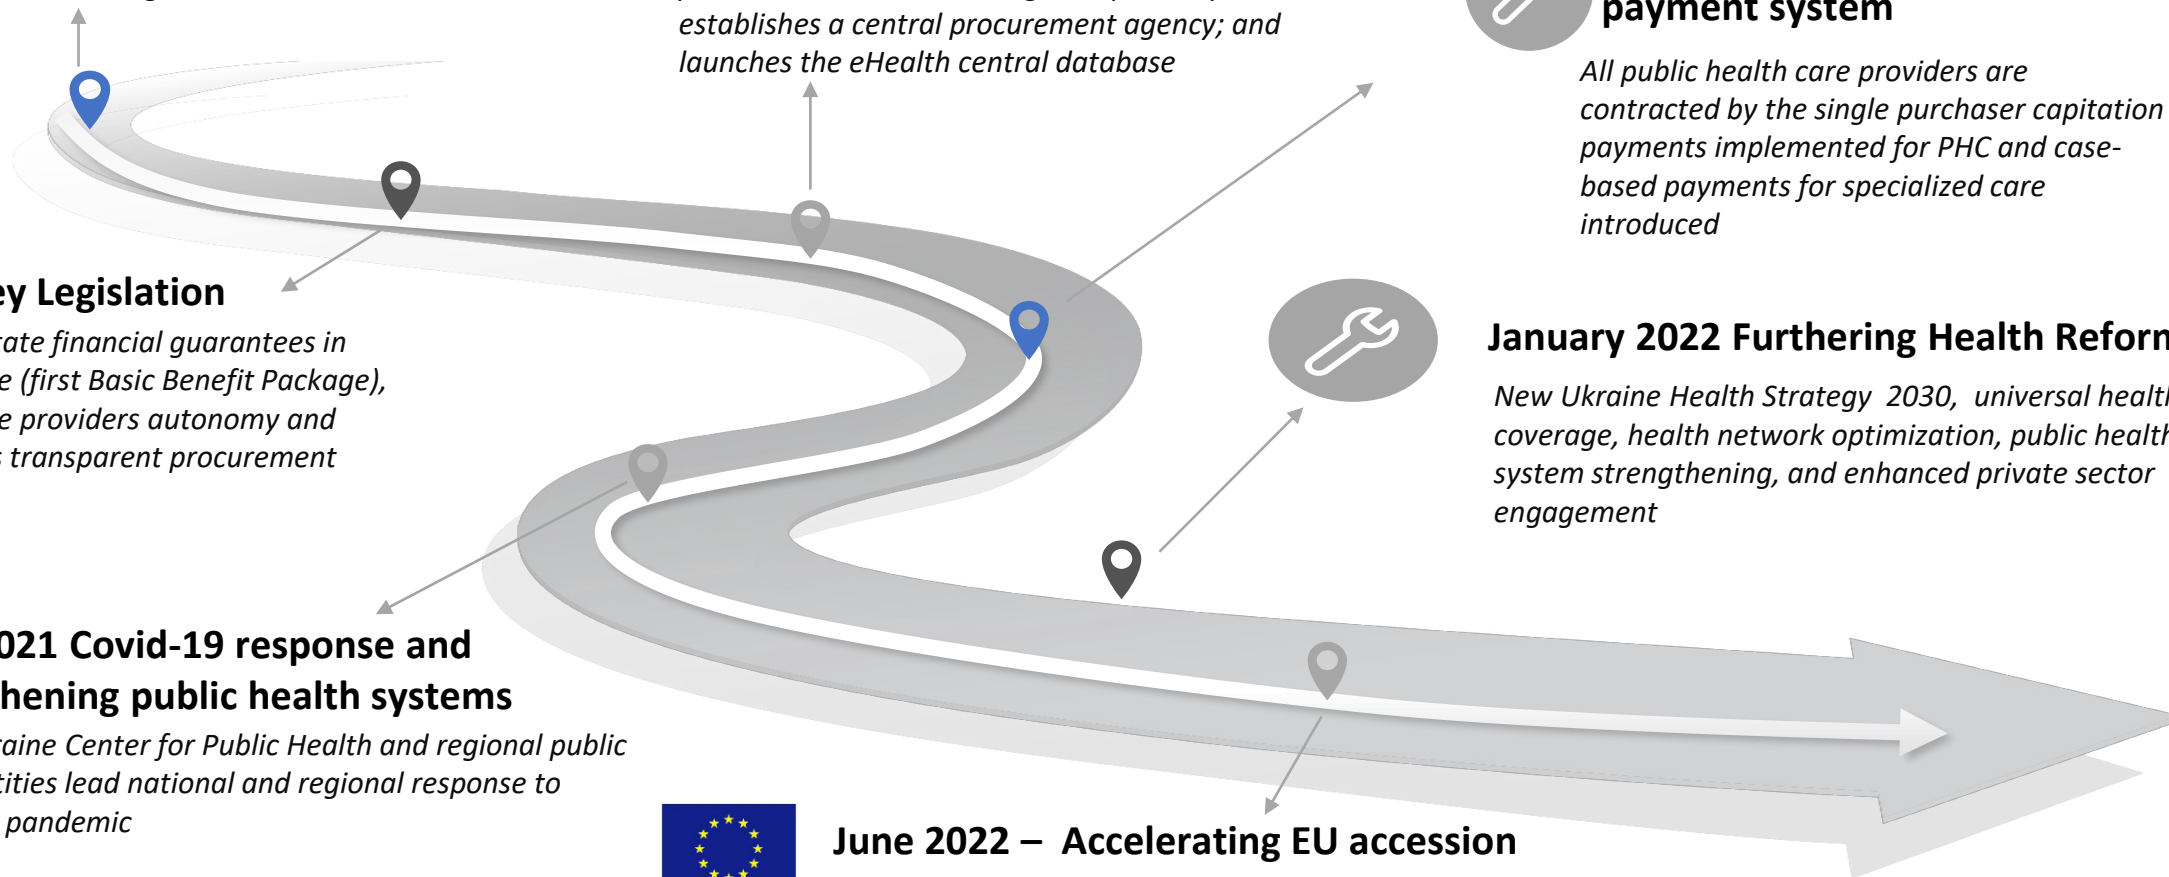 establishes a central procurement agency; and
launches the eHealth central database
payment system
All public health care providers are
contracted by the single purchaser capitation
payments implemented for PHC and case-
based payments for specialized care
introduced
ey Legislation
ate financial guarantees in
e (first Basic Benefit Package),
e providers autonomy and
s transparent procurement
January 2022 Furthering Health Reform
New Ukraine Health Strategy 2030, universal health
coverage, health network optimization, public health
system strengthening, and enhanced private sector
engagement
021 Covid-19 response and
hening public health systems
raine Center for Public Health and regional public
tities lead national and regional response to
pandemic
June 2022 – Accelerating EU accession